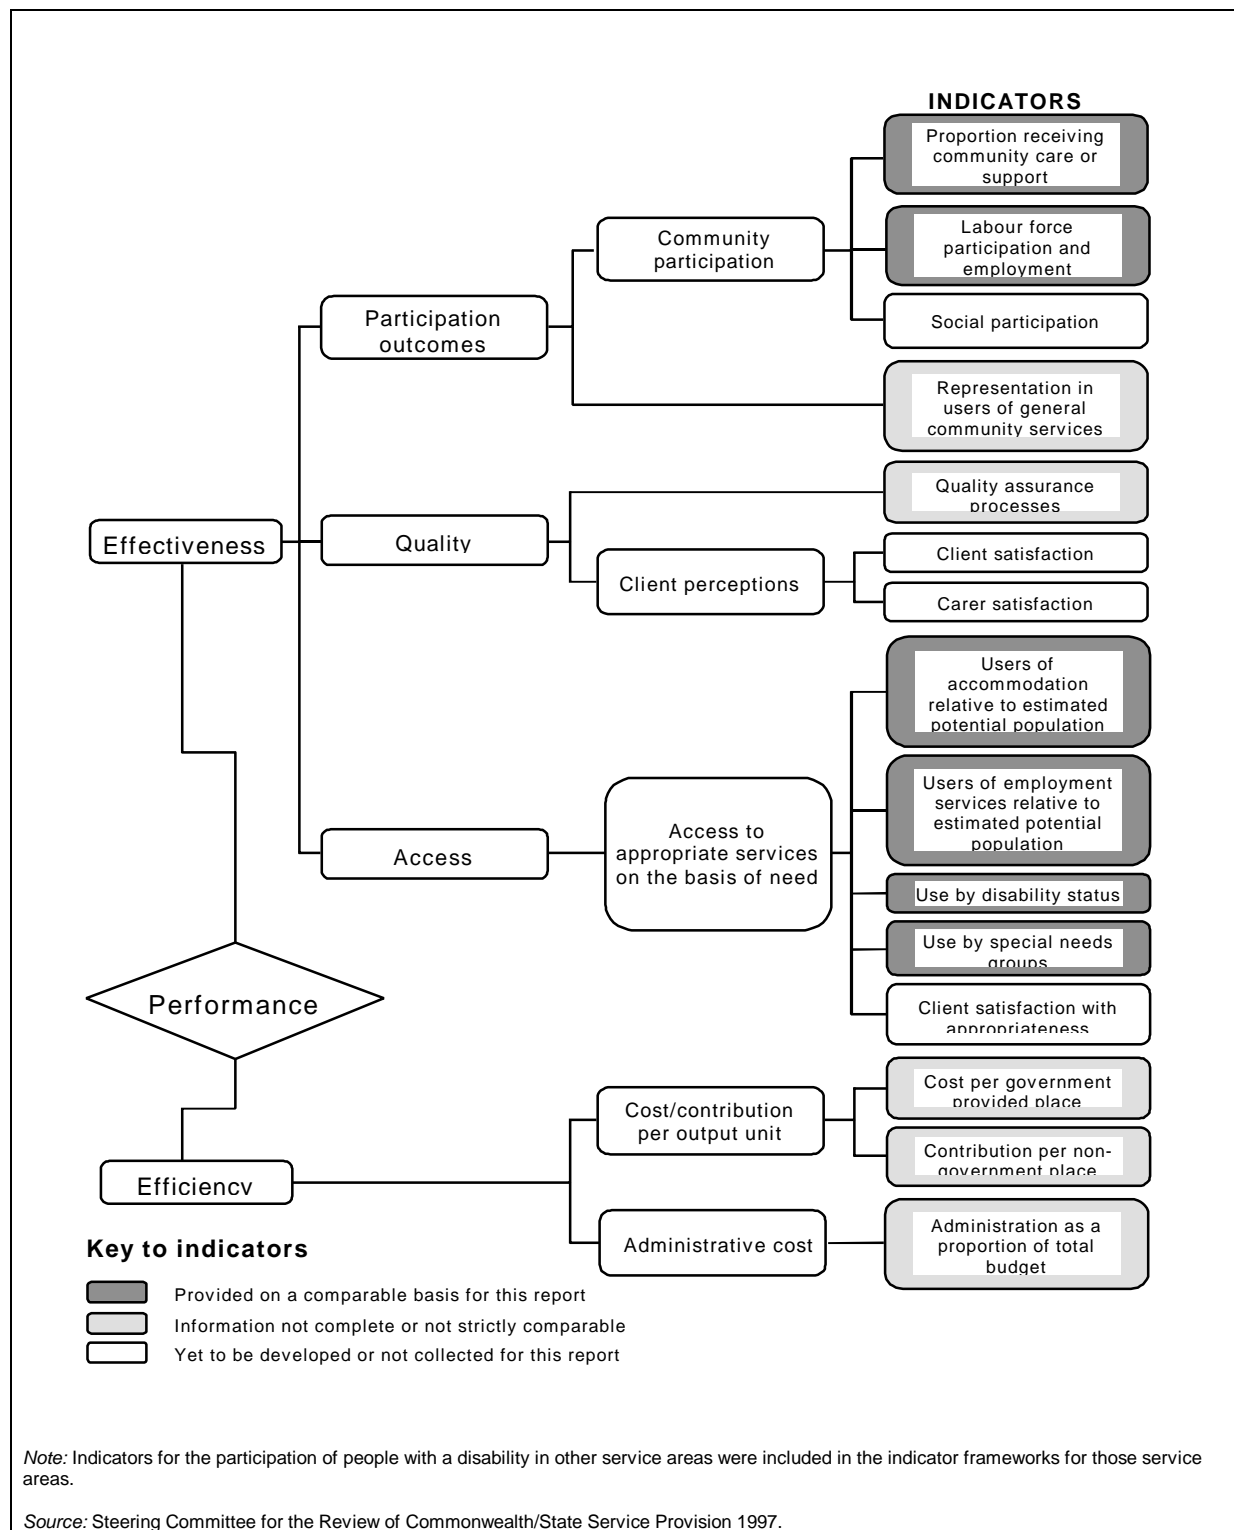 INDICATORS
Proportion receiving
community care or
support
Labour force
participation and
employment
Community
participation
Social participation
Participation
outcomes
Representation in
users of general
community services
Quality assurance
processes
Effectiveness
Quality
Client satisfaction
Client perceptions
Carer satisfaction
Users of
accommodation
relative to estimated
potential population
Users of employment
services relative to
estimated potential
population
Access
Access to
appropriate services
on the basis of need
Use by disability status
Use by special needs
groups
Client satisfaction with
appropriateness
Performance
Cost per government
provided place
Cost/contribution
per output unit
Contribution per non-
government place
Efficiency
Administrative cost
Administration as a
proportion of total
budget
Key to indicators
Provided on a comparable basis for this report
Information not complete or not strictly comparable
Yet to be developed or not collected for this report
Note: Indicators for the participation of people with a disability in other service areas were included in the indicator frameworks for those service
areas.
Source: Steering Committee for the Review of Commonwealth/State Service Provision 1997.